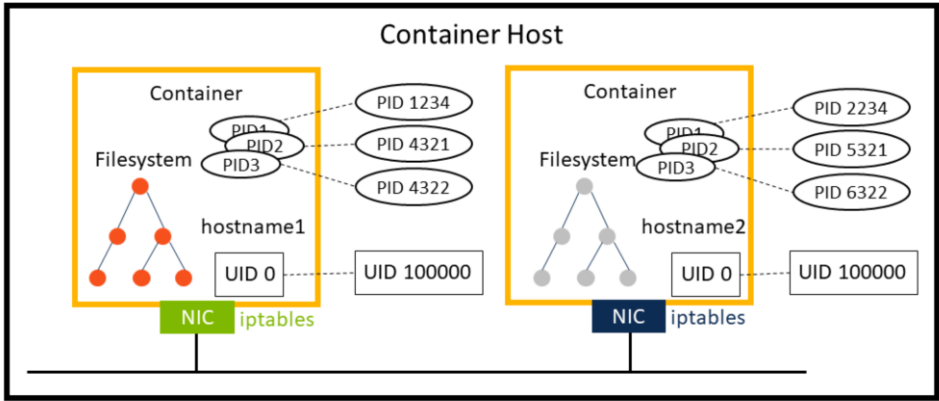 Container Host
Container
PID1
PID2
PID3
PID 1234
PID 4321
PID 4322
Filesystem
hostname1
UID 0
UID 100000
NIC
iptables
Container
PID1
PID2
PID3
PID 2234
PID 5321
PID 6322
Filesystem
hostname2
UID 0
UID 100000
NIC
iptables